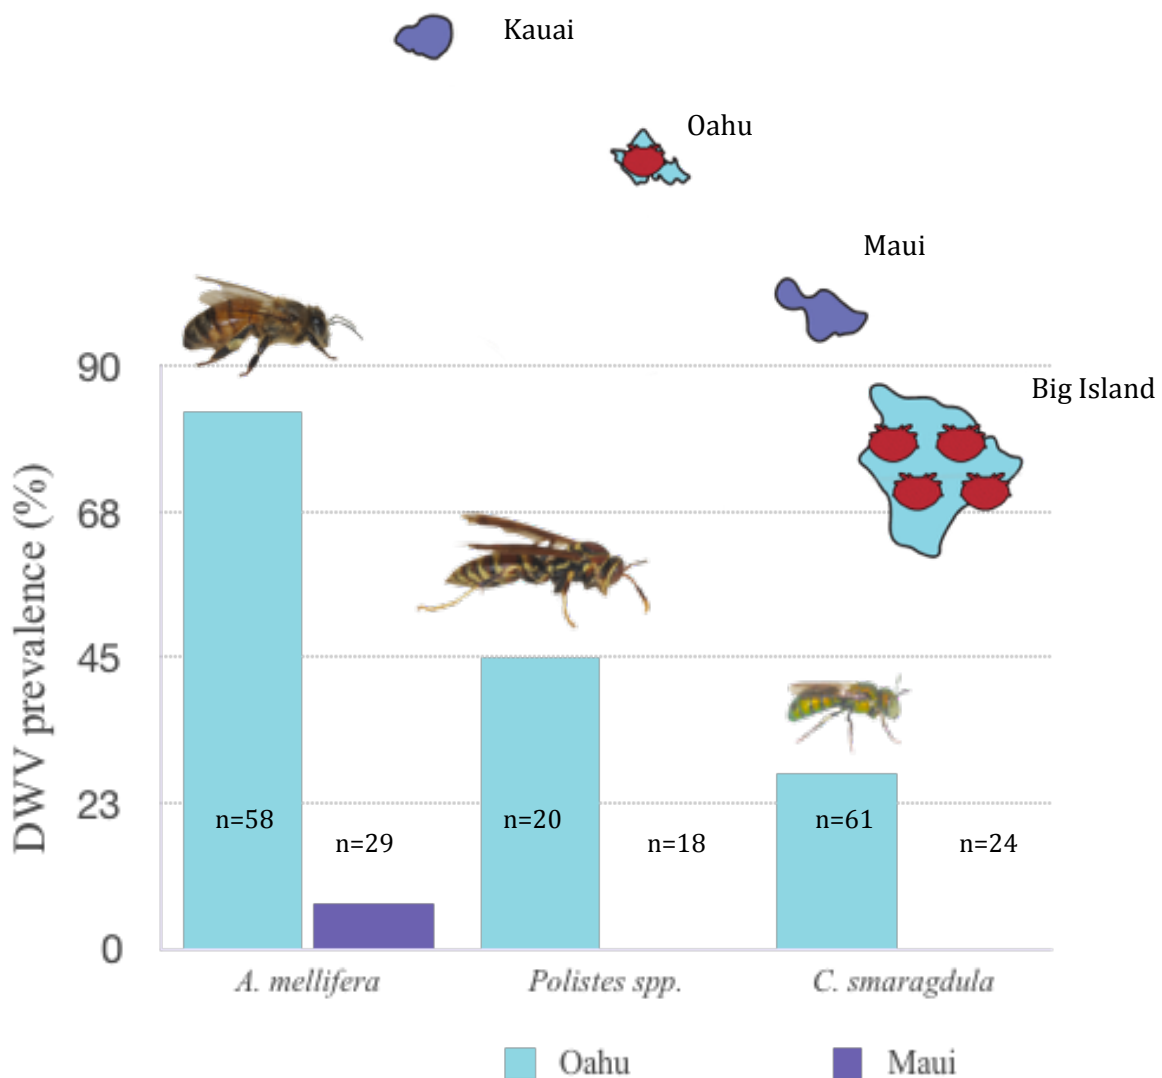 Kauai
Oahu
Maui
Big Island
DWV prevalence (%)
90
68
45
23
0
n=58
n=29
n=20
n=18
n=61
n=24
A. mellifera
Polistes spp.
C. smaragdula
Oahu
Maui